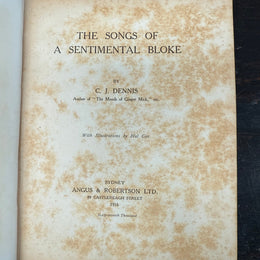 THE SONGS OF
A SENTIMENTAL BLOKE
BY
C. J. DENNIS
Author of "The Moods of Ginger Mick," etc.
With Illustrations by Hal Gye
SYDNEY
ANGUS & ROBERTSON LTD.
89 CASTLEREAGH STREET
1916
Thousand